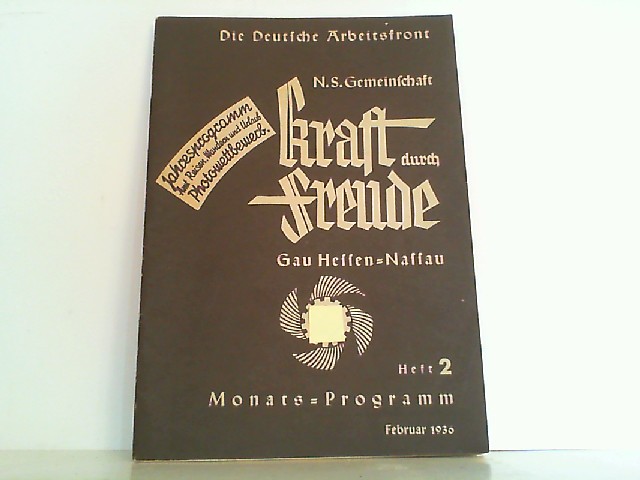 Die Deutsche Arbeitsfront
N.S. Gemeinschaft
Jahresprogramm
für Reisen, Wandern und Urlaub
Photowettbewerb.
Kraft
durch
Freude
Gau Hessen=Nassau
Heft 2
Monats=Programm
Februar 1936